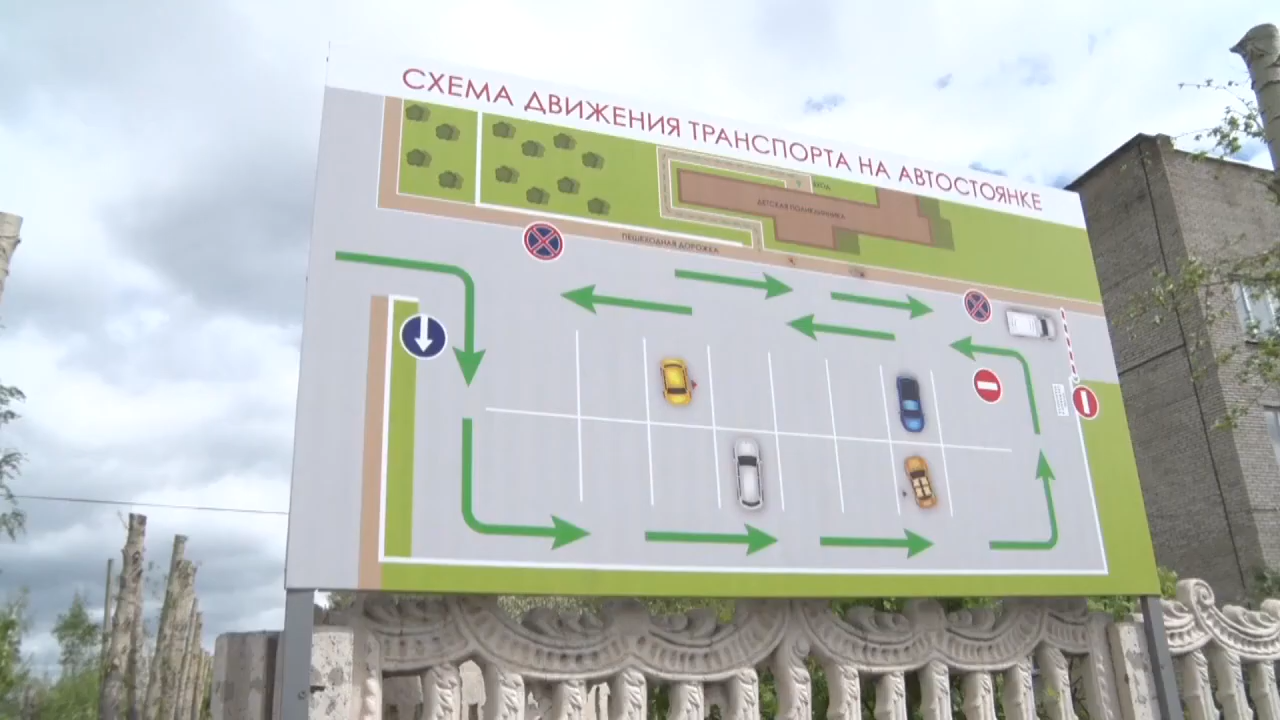 СХЕМА ДВИЖЕНИЯ ТРАНСПОРТА НА АВТОСТОЯНКЕ
ДЕТСКАЯ ПОЛИКЛИНИКА
ПЕШЕХОДНАЯ ДОРОЖКА